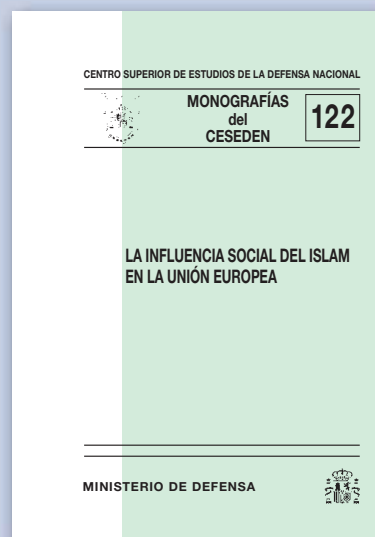 CENTRO SUPERIOR DE ESTUDIOS DE LA DEFENSA NACIONAL
MONOGRAFÍAS
del
CESEDEN
122
LA INFLUENCIA SOCIAL DEL ISLAM
EN LA UNIÓN EUROPEA
MINISTERIO DE DEFENSA